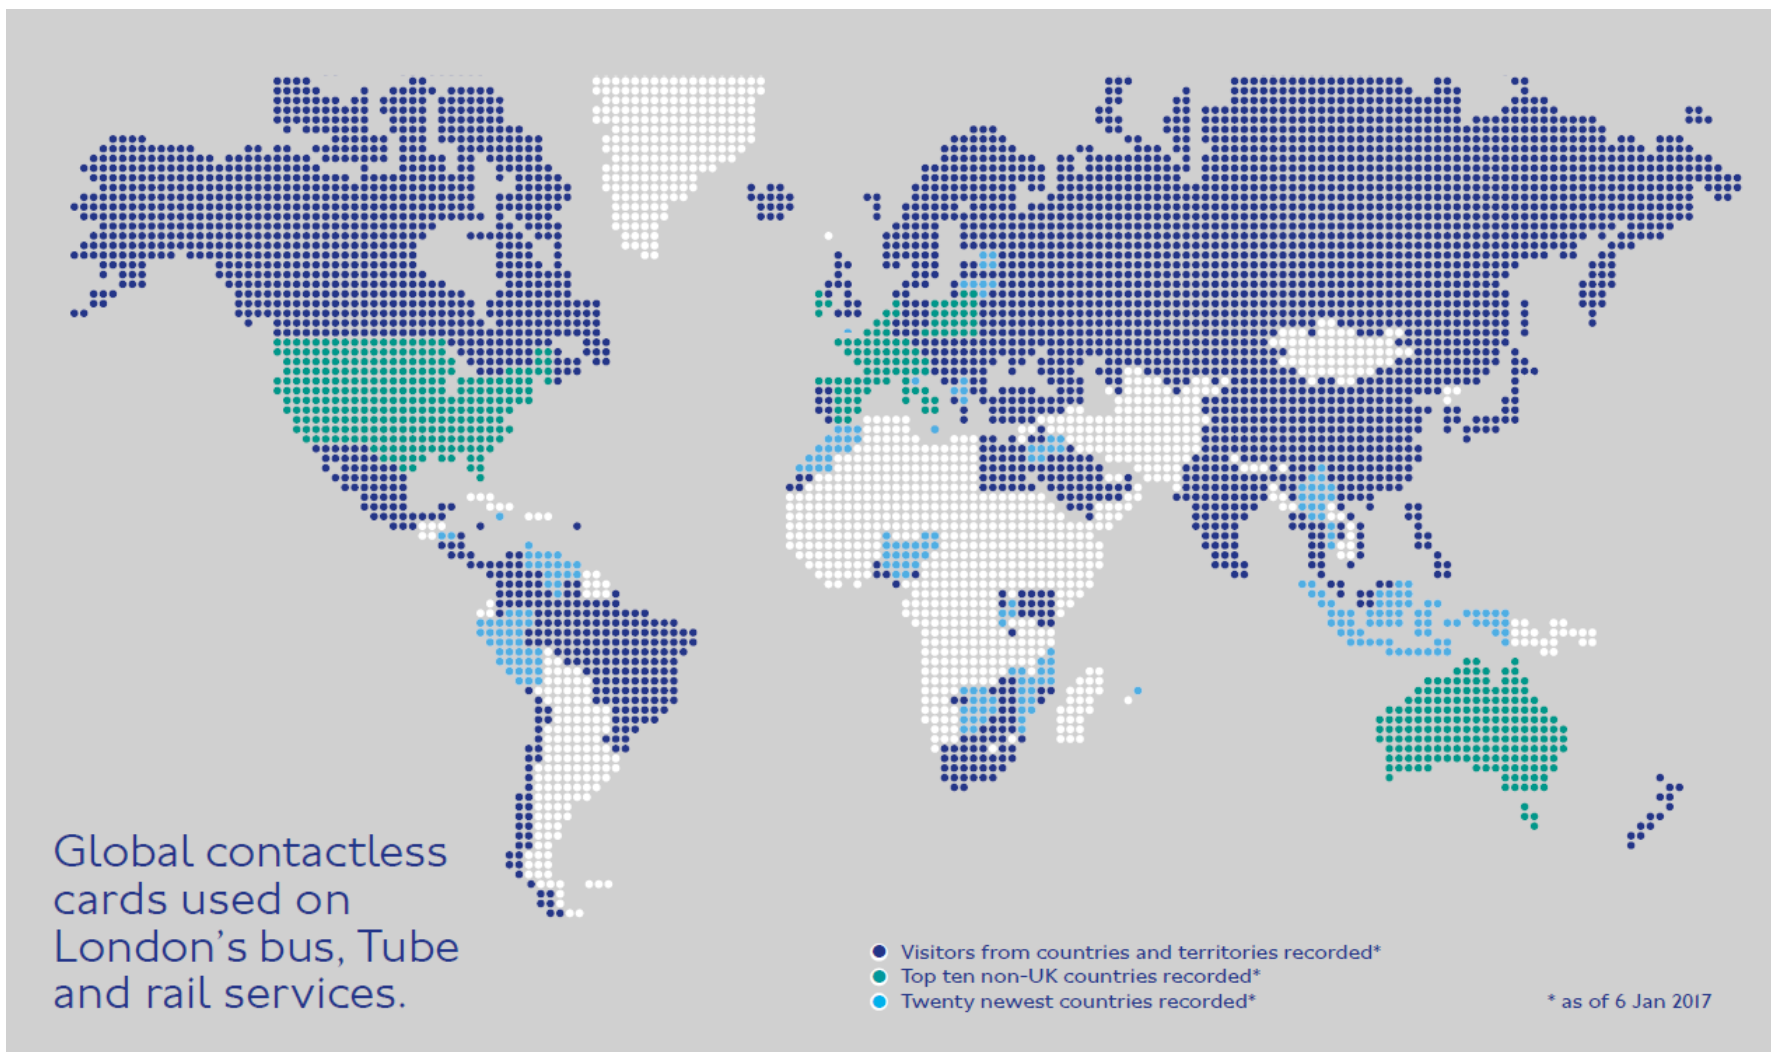 Global contactless
cards used on
London's bus, Tube
and rail services.
Visitors from countries and territories recorded*
Top ten non-UK countries recorded*
Twenty newest countries recorded*
* as of 6 Jan 2017